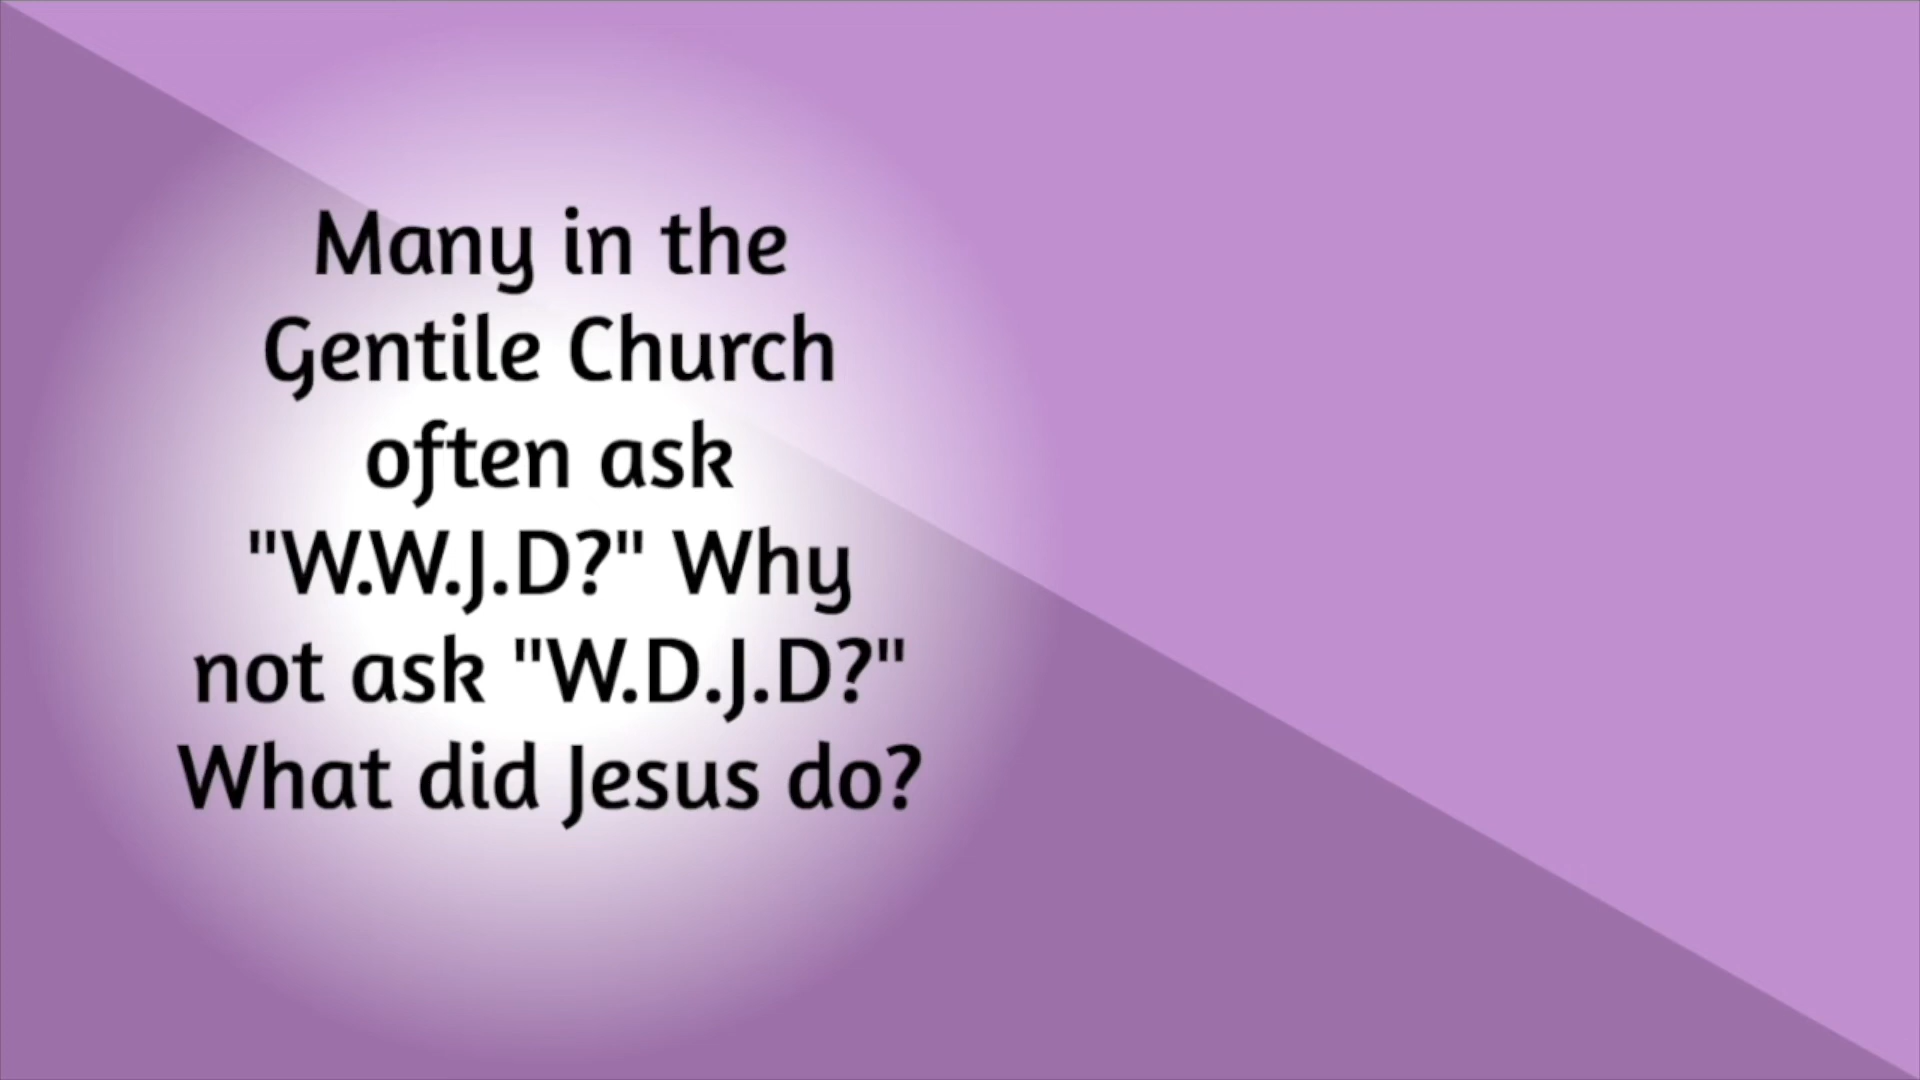 Many in the
Gentile Church
often ask
"W.W.J.D?" Why
not ask "W.D.J.D?"
What did Jesus do?